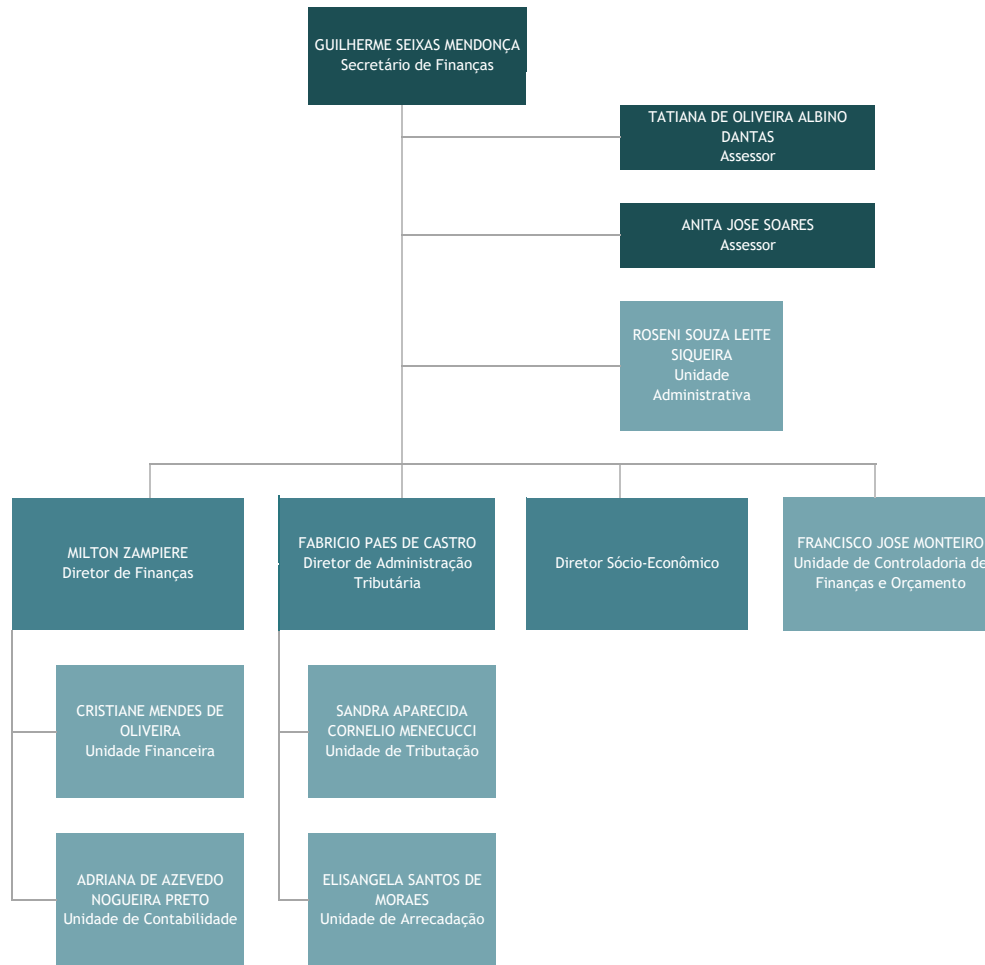 GUILHERME SEIXAS MENDONÇA
Secretário de Finanças
TATIANA DE OLIVEIRA ALBINO
DANTAS
Assessor
ANITA JOSE SOARES
Assessor
ROSENI SOUZA LEITE
SIQUEIRA
Unidade
Administrativa
MILTON ZAMPIERE
Diretor de Finanças
FABRICIO PAES DE CASTRO
Diretor de Administração
Tributária
Diretor Sócio-Econômico
FRANCISCO JOSE MONTEIRO
Unidade de Controladoria de
Finanças e Orçamento
CRISTIANE MENDES DE
OLIVEIRA
Unidade Financeira
SANDRA APARECIDA
CORNELIO MENECUCCI
Unidade de Tributação
ADRIANA DE AZEVEDO
NOGUEIRA PRETO
Unidade de Contabilidade
ELISANGELA SANTOS DE
MORAES
Unidade de Arrecadação